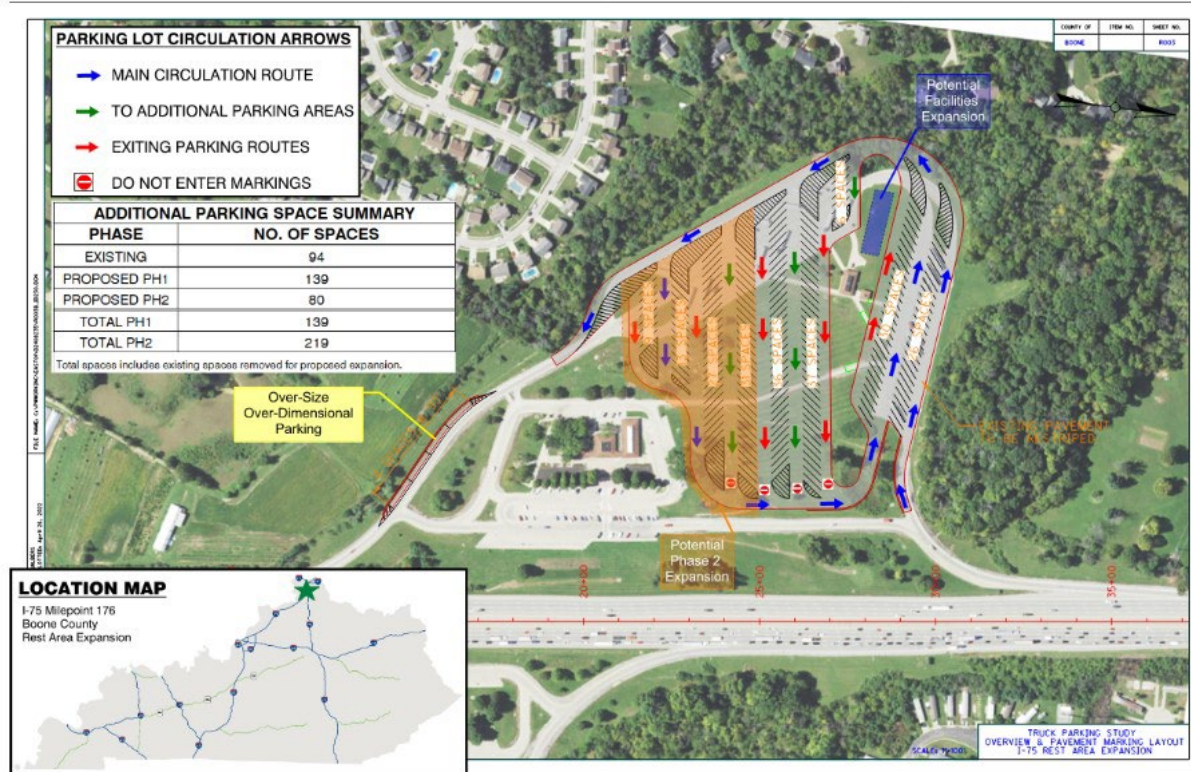 PARKING LOT CIRCULATION ARROWS
MAIN CIRCULATION ROUTE
TO ADDITIONAL PARKING AREAS
EXITING PARKING ROUTES
DO NOT ENTER MARKINGS
ADDITIONAL PARKING SPACE SUMMARY
PHASE NO. OF SPACES
EXISTING 94
PROPOSED PH1 139
PROPOSED PH2 80
TOTAL PH1 139
TOTAL PH2 219
Total spaces includes existing spaces removed for proposed expansion.
COUNTY OF ITEM NO. SHEET NO.
BOONE R003
Potential
Facilities
Expansion
Over-Size
Over-Dimensional
Parking
EXISTING PAVEMENT
TO BE RESTRIPED
Potential
Phase 2
Expansion
20+00
25+00
30+00
35+00
LOCATION MAP
I-75 Milepoint 176
Boone County
Rest Area Expansion
TRUCK PARKING STUDY
OVERVIEW & PAVEMENT MARKING LAYOUT
I-75 REST AREA EXPANSION